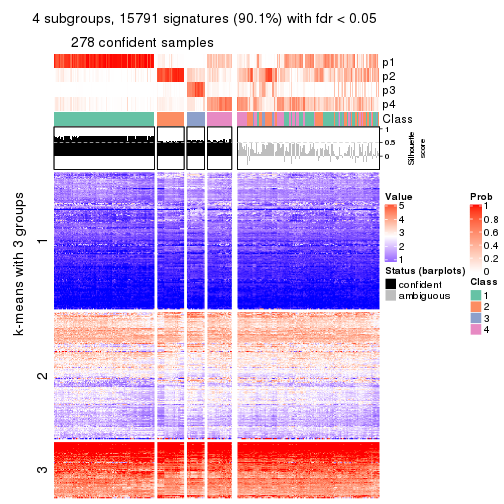 4 subgroups, 15791 signatures (90.1%) with fdr < 0.05
278 confident samples
p1
p2
p3
p4
Class
1
0.5
0
Silhouette
score
k-means with 3 groups
1
2
3
Value
5
4
3
2
1
Status (barplots)
confident
ambiguous
Prob
1
0.8
0.6
0.4
0.2
0
Class
1
2
3
4